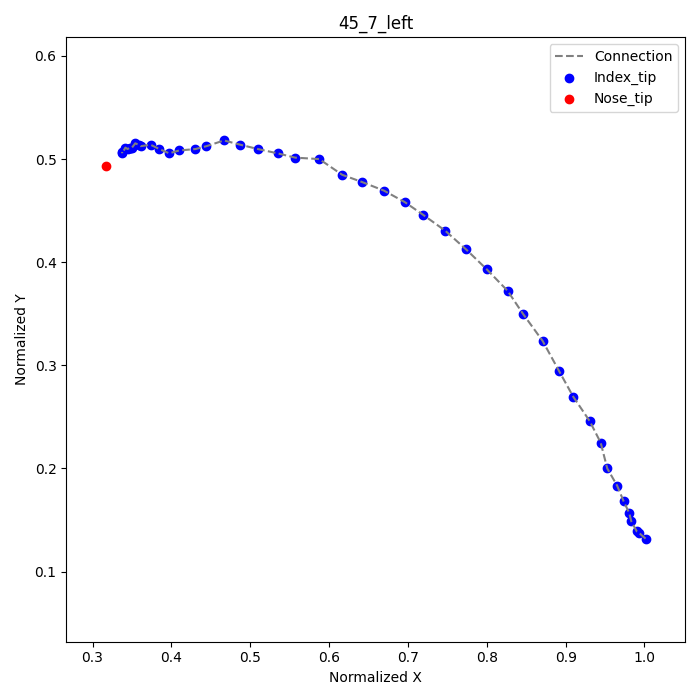 45_7_left
Connection
Index_tip
Nose_tip
0.6
0.5
0.4
0.3
0.2
0.1
Normalized Y
0.3 0.4 0.5 0.6 0.7 0.8 0.9 1.0
Normalized X